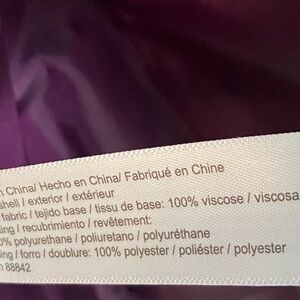 n China/ Hecho en China/ Fabriqué en Chine
shell / exterior / extérieur
fabric / tejido base / tissu de base: 100% viscose / viscosa
ing / recubrimiento / revêtement:
0% polyurethane / poliuretano / polyuréthane
ing / forro / doublure: 100% polyester / poliéster / polyester
n 88842